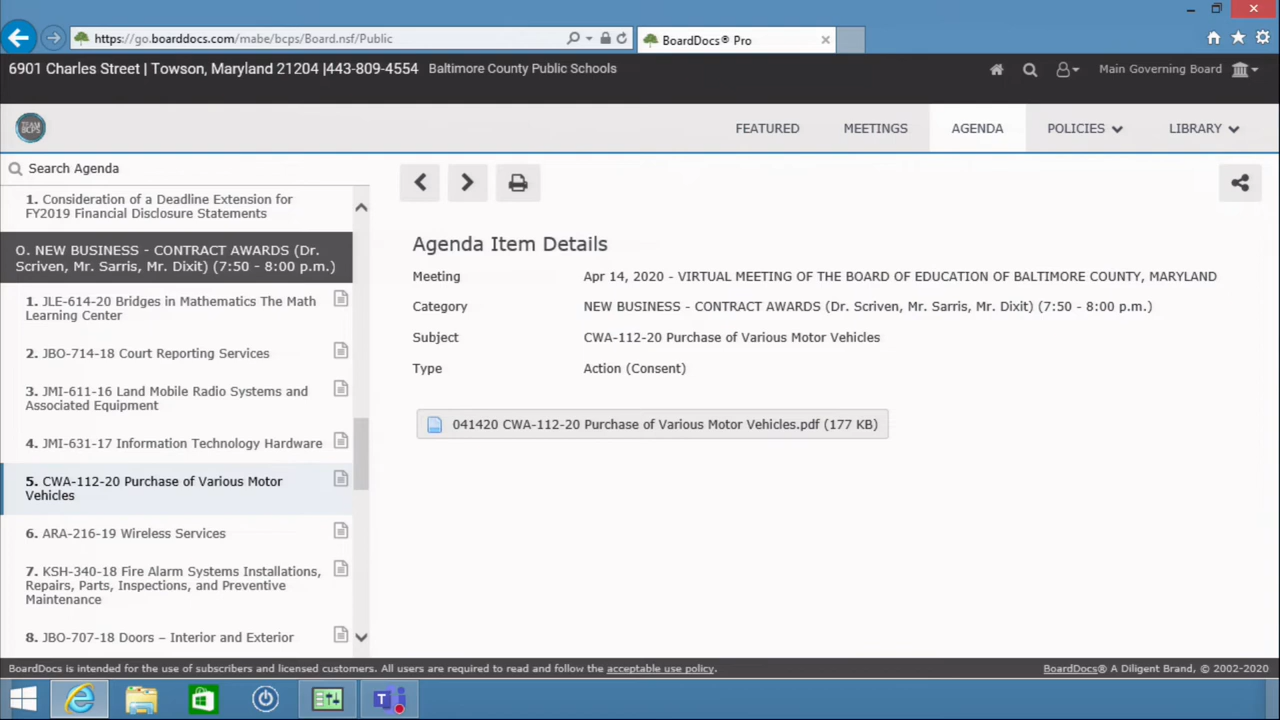 https://go.boarddocs.com/mabe/bcps/Board.nsf/Public
BoardDocs® Pro
6901 Charles Street | Towson, Maryland 21204 |443-809-4554 Baltimore County Public Schools
Main Governing Board
TEAM
BCPS
FEATURED MEETINGS AGENDA POLICIES LIBRARY
Search Agenda
1. Consideration of a Deadline Extension for
FY2019 Financial Disclosure Statements
O. NEW BUSINESS - CONTRACT AWARDS (Dr.
Scriven, Mr. Sarris, Mr. Dixit) (7:50 - 8:00 p.m.)
1. JLE-614-20 Bridges in Mathematics The Math
Learning Center
2. JBO-714-18 Court Reporting Services
3. JMI-611-16 Land Mobile Radio Systems and
Associated Equipment
4. JMI-631-17 Information Technology Hardware
5. CWA-112-20 Purchase of Various Motor
Vehicles
6. ARA-216-19 Wireless Services
7. KSH-340-18 Fire Alarm Systems Installations,
Repairs, Parts, Inspections, and Preventive
Maintenance
8. JBO-707-18 Doors – Interior and Exterior
Agenda Item Details
Meeting Apr 14, 2020 - VIRTUAL MEETING OF THE BOARD OF EDUCATION OF BALTIMORE COUNTY, MARYLAND
Category NEW BUSINESS - CONTRACT AWARDS (Dr. Scriven, Mr. Sarris, Mr. Dixit) (7:50 - 8:00 p.m.)
Subject CWA-112-20 Purchase of Various Motor Vehicles
Type Action (Consent)
041420 CWA-112-20 Purchase of Various Motor Vehicles.pdf (177 KB)
BoardDocs is intended for the use of subscribers and licensed customers. All users are required to read and follow the acceptable use policy.
BoardDocs® A Diligent Brand, © 2002-2020